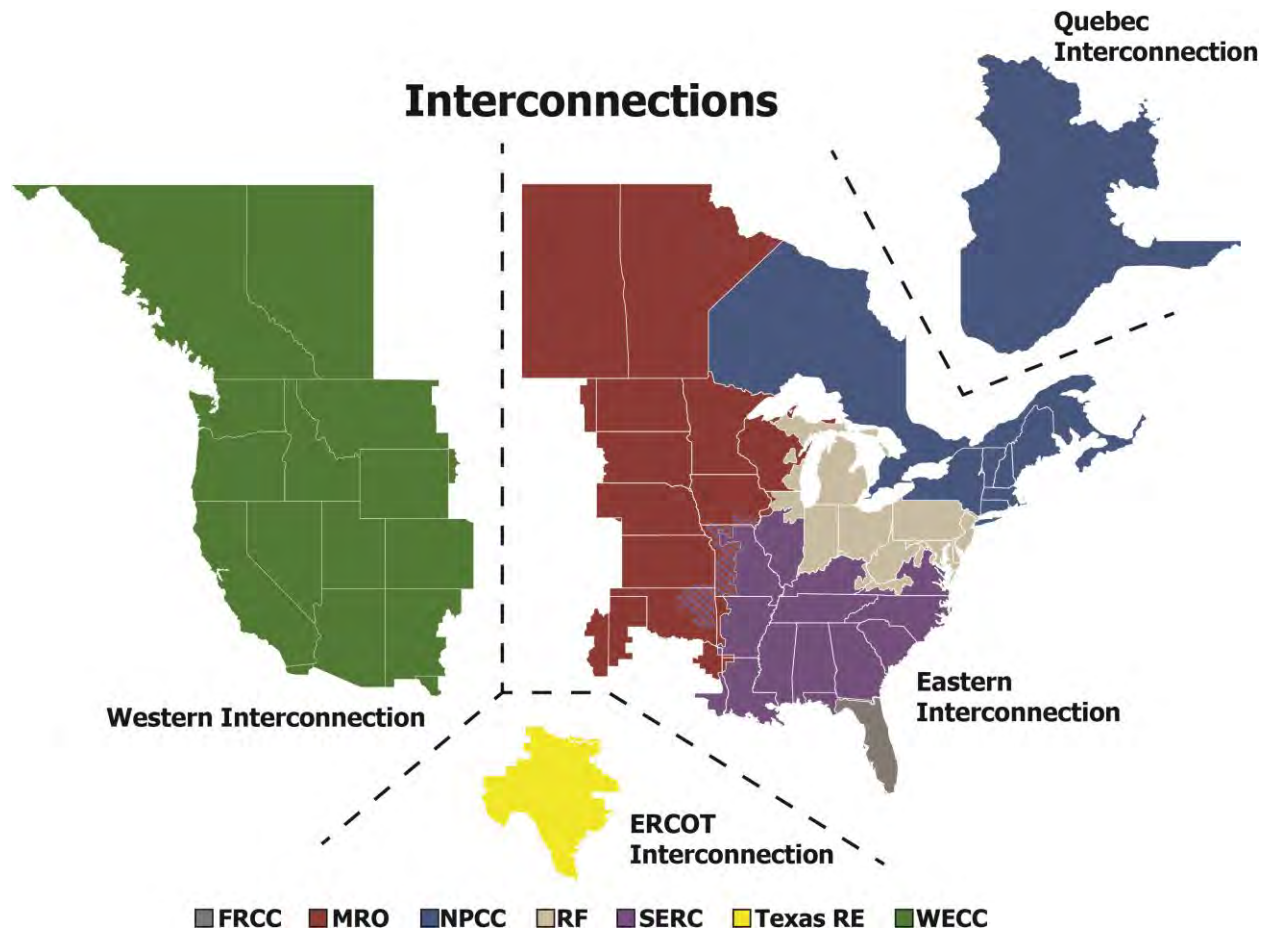 Quebec
Interconnection
Interconnections
Western Interconnection
Eastern
Interconnection
ERCOT
Interconnection
FRCC MRO NPCC RF SERC Texas RE WECC